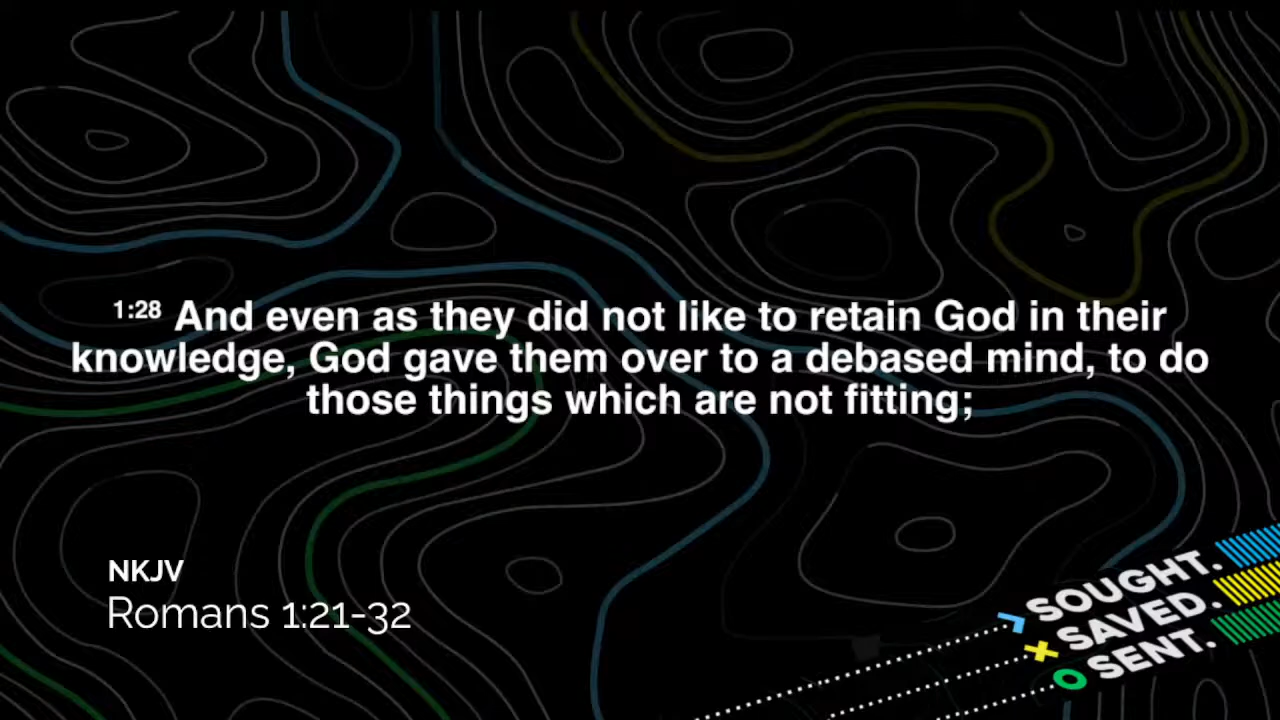 1:28 And even as they did not like to retain God in their
knowledge, God gave them over to a debased mind, to do
those things which are not fitting;
NKJV
Romans 1:21-32
SOUGHT.
SAVED.
SENT.